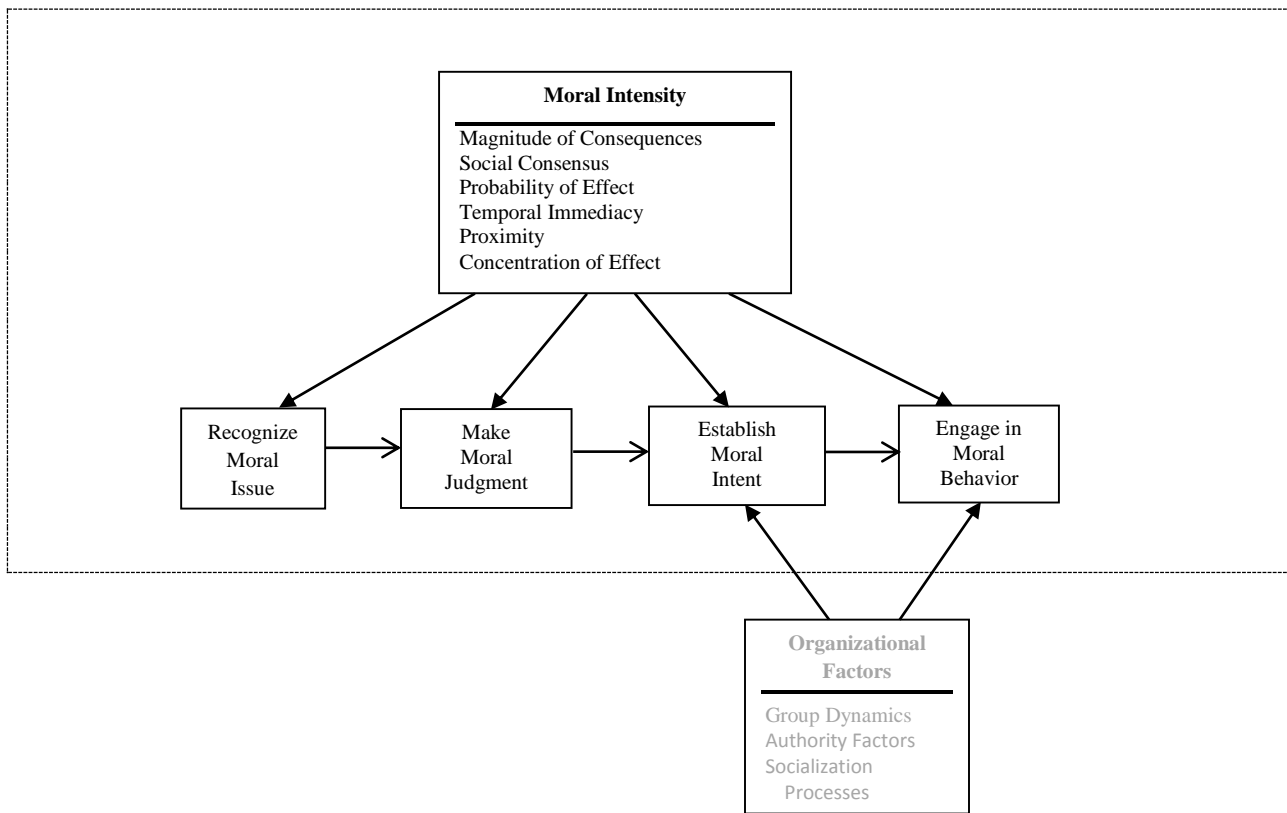 Moral Intensity
Magnitude of Consequences
Social Consensus
Probability of Effect
Temporal Immediacy
Proximity
Concentration of Effect
Recognize
Moral
Issue
Make
Moral
Judgment
Establish
Moral
Intent
Engage in
Moral
Behavior
Organizational
Factors
Group Dynamics
Authority Factors
Socialization
Processes